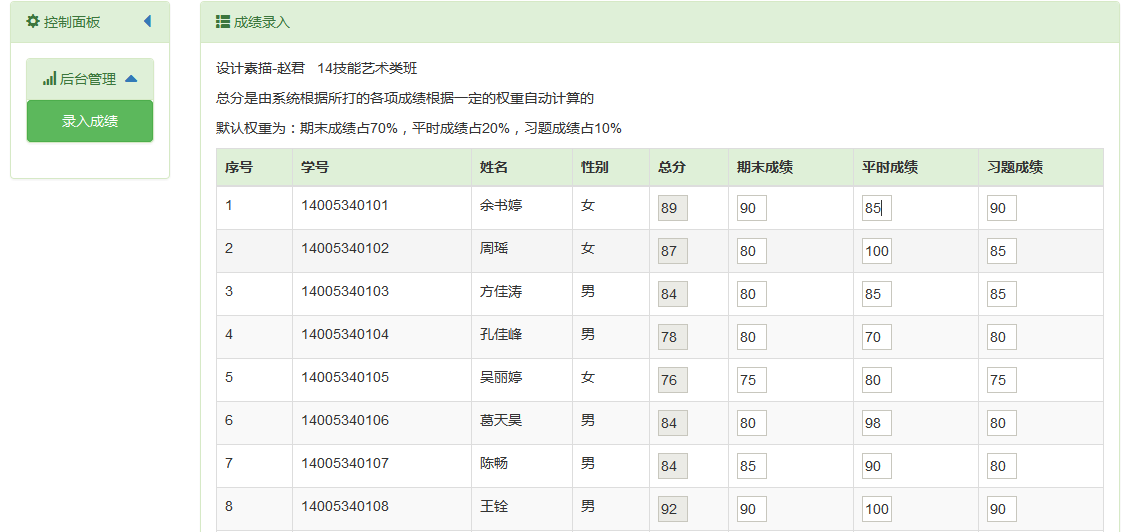 控制面板
后台管理
录入成绩
成绩录入
设计素描-赵君 14技能艺术类班
总分是由系统根据所打的各项成绩根据一定的权重自动计算的
默认权重为：期末成绩占70%，平时成绩占20%，习题成绩占10%
序号 学号 姓名 性别 总分 期末成绩 平时成绩 习题成绩
1 14005340101 余书婷 女 89 90 85 90
2 14005340102 周瑶 女 87 80 100 85
3 14005340103 方佳涛 男 84 80 85 85
4 14005340104 孔佳峰 男 78 80 70 80
5 14005340105 吴丽婷 女 76 75 80 75
6 14005340106 葛天昊 男 84 80 98 80
7 14005340107 陈畅 男 84 85 90 80
8 14005340108 王铨 男 92 90 100 90